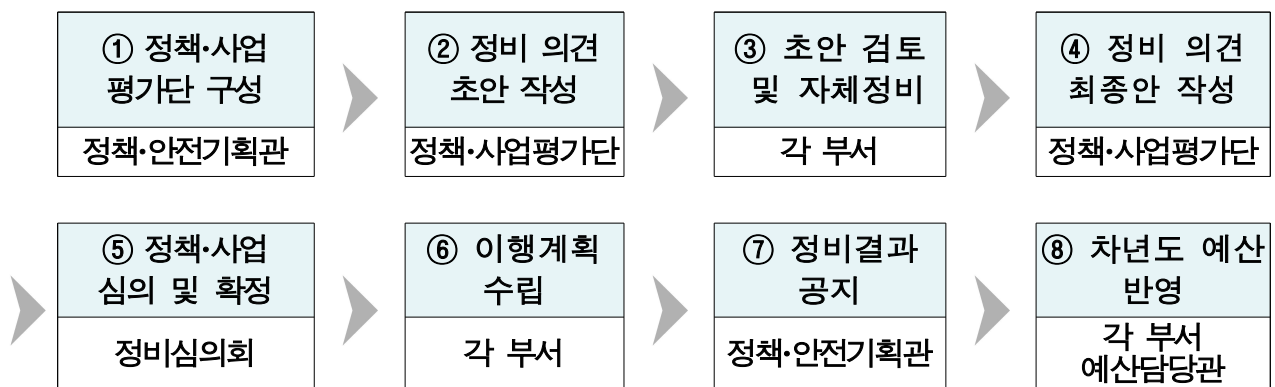 ① 정책·사업
평가단 구성
정책·안전기획관
② 정비 의견
초안 작성
정책·사업평가단
③ 초안 검토
및 자체정비
각 부서
④ 정비 의견
최종안 작성
정책·사업평가단
⑤ 정책·사업
심의 및 확정
정비심의회
⑥ 이행계획
수립
각 부서
⑦ 정비결과
공지
정책·안전기획관
⑧ 차년도 예산
반영
각 부서
예산담당관